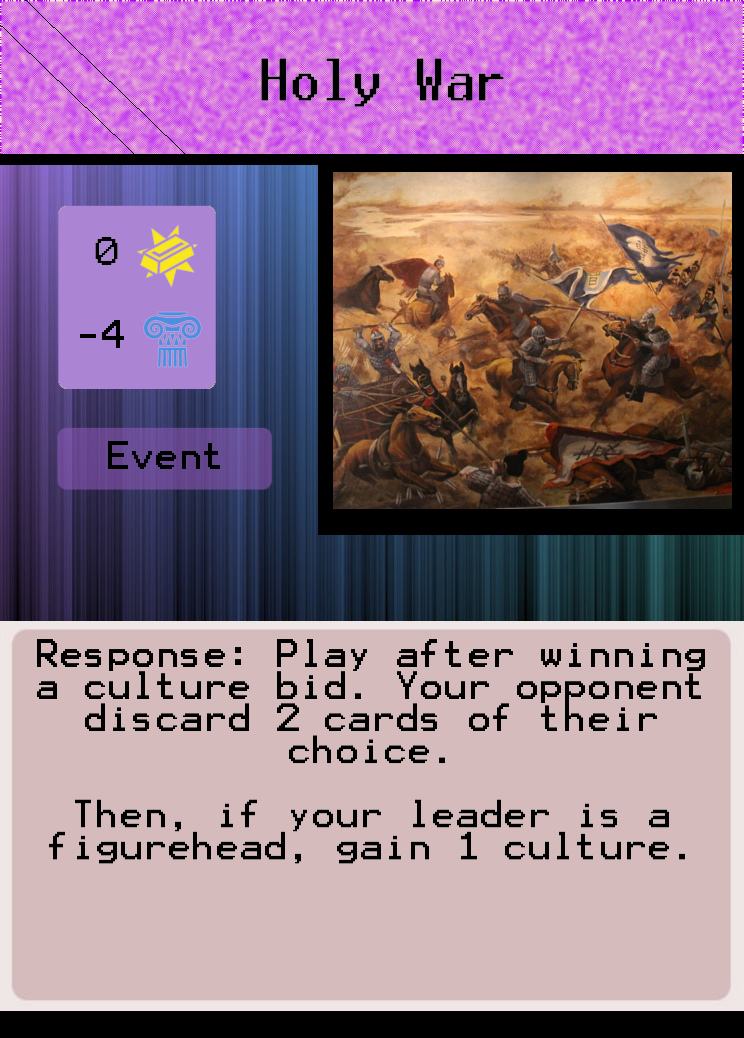 Holy War
0
-4
Event
Response: Play after winning
a culture bid. Your opponent
discard 2 cards of their
choice.
Then, if your leader is a
figurehead, gain 1 culture.